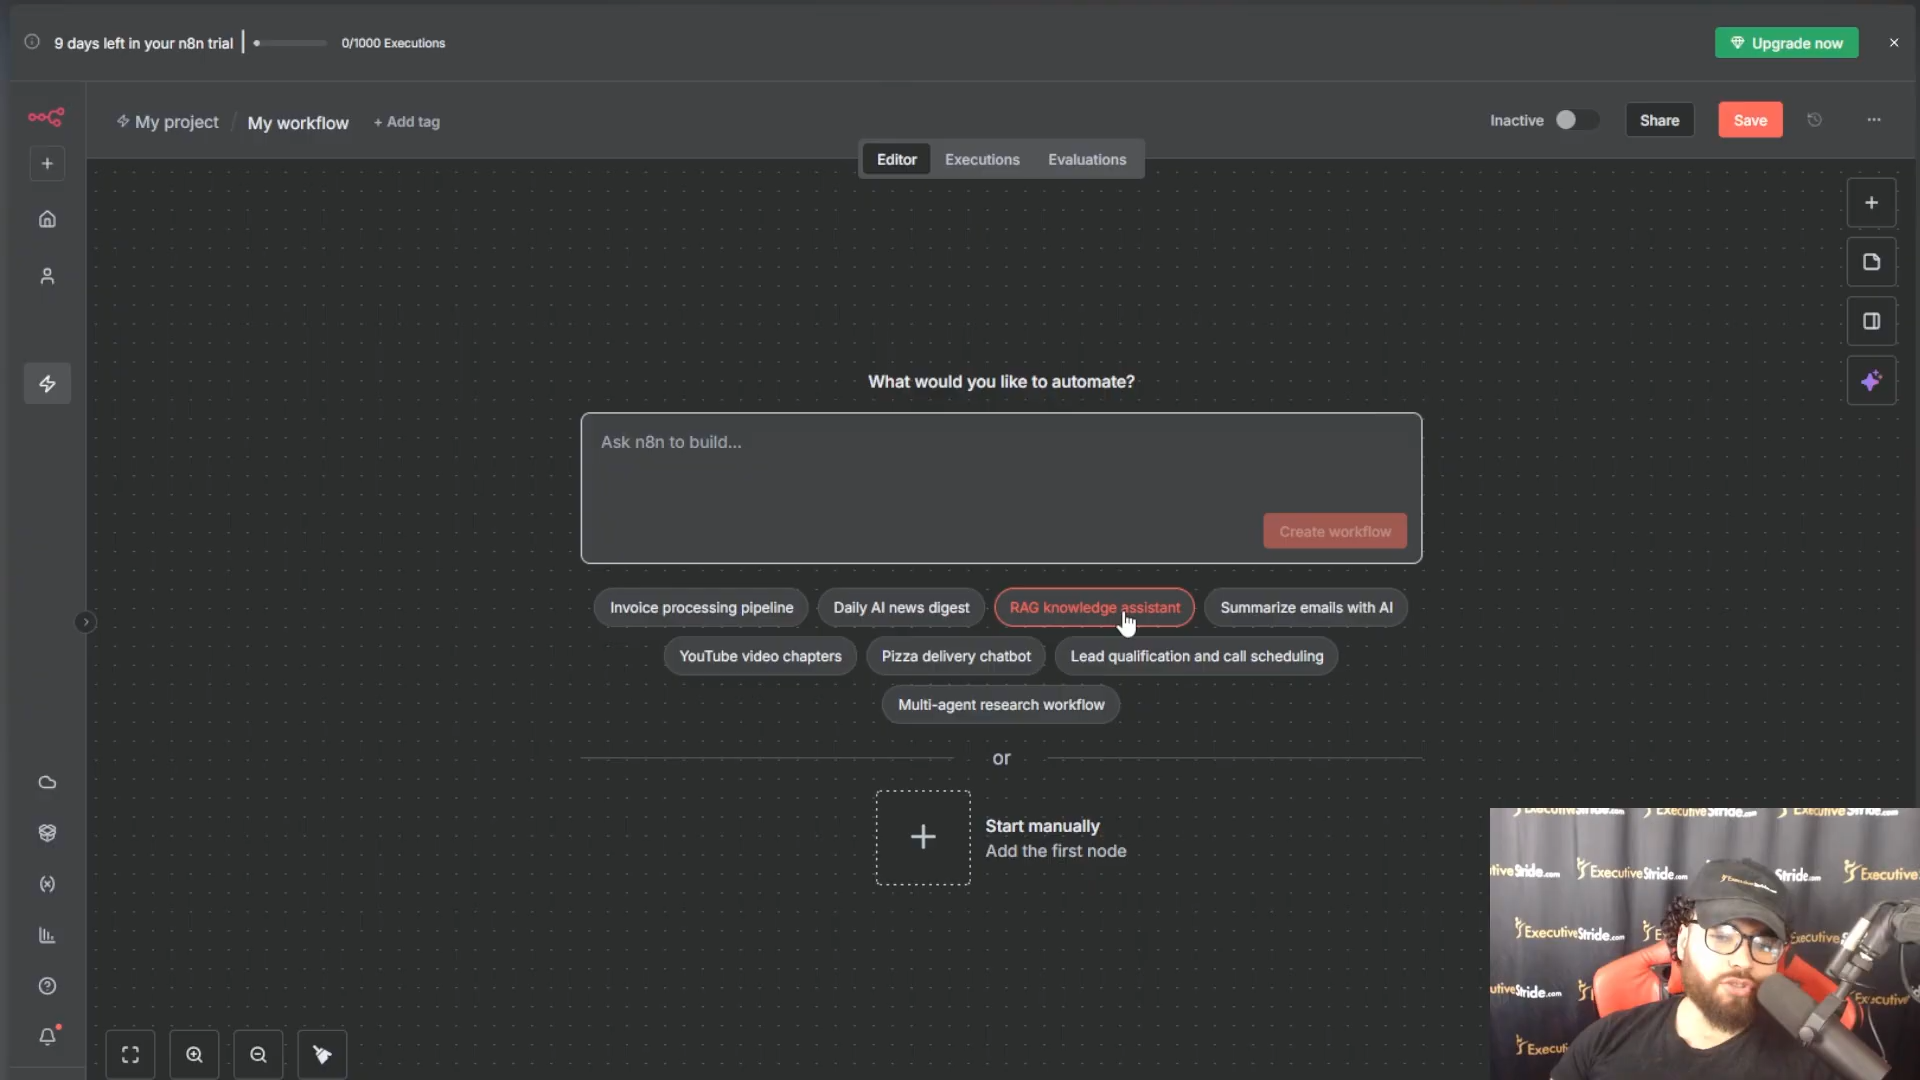 9 days left in your n8n trial
0/1000 Executions
Upgrade now
My project / My workflow
+ Add tag
Inactive
Share
Save
Editor
Executions
Evaluations
What would you like to automate?
Ask n8n to build...
Create workflow
Invoice processing pipeline
Daily AI news digest
RAG knowledge assistant
Summarize emails with AI
YouTube video chapters
Pizza delivery chatbot
Lead qualification and call scheduling
Multi-agent research workflow
or
Start manually
Add the first node
ExecutiveStride.com
ExecutiveStride.com